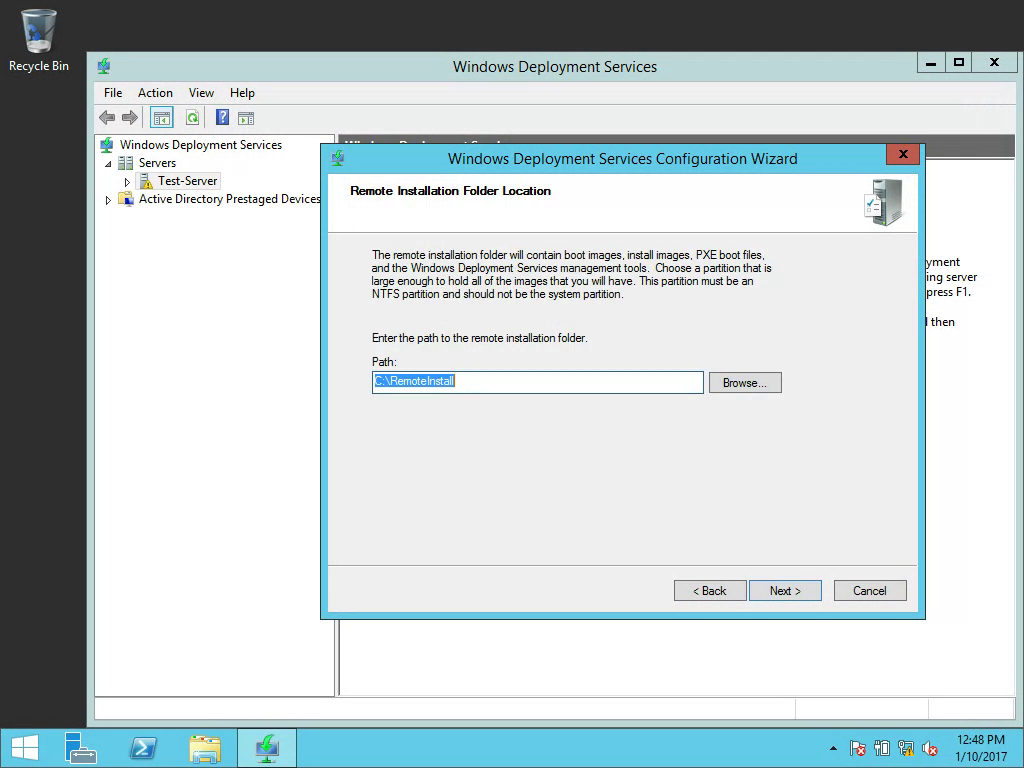 Recycle Bin
Windows Deployment Services
File Action View Help
Windows Deployment Services
Servers
Test-Server
Active Directory Prestaged Devices
Windows Deployment Services Configuration Wizard
Remote Installation Folder Location
The remote installation folder will contain boot images, install images, PXE boot files,
and the Windows Deployment Services management tools. Choose a partition that is
large enough to hold all of the images that you will have. This partition must be an
NTFS partition and should not be the system partition.
Enter the path to the remote installation folder.
Path:
C:\RemoteInstall
Browse...
< Back
Next >
Cancel
yment
ing server
press F1.
then
12:48 PM
1/10/2017